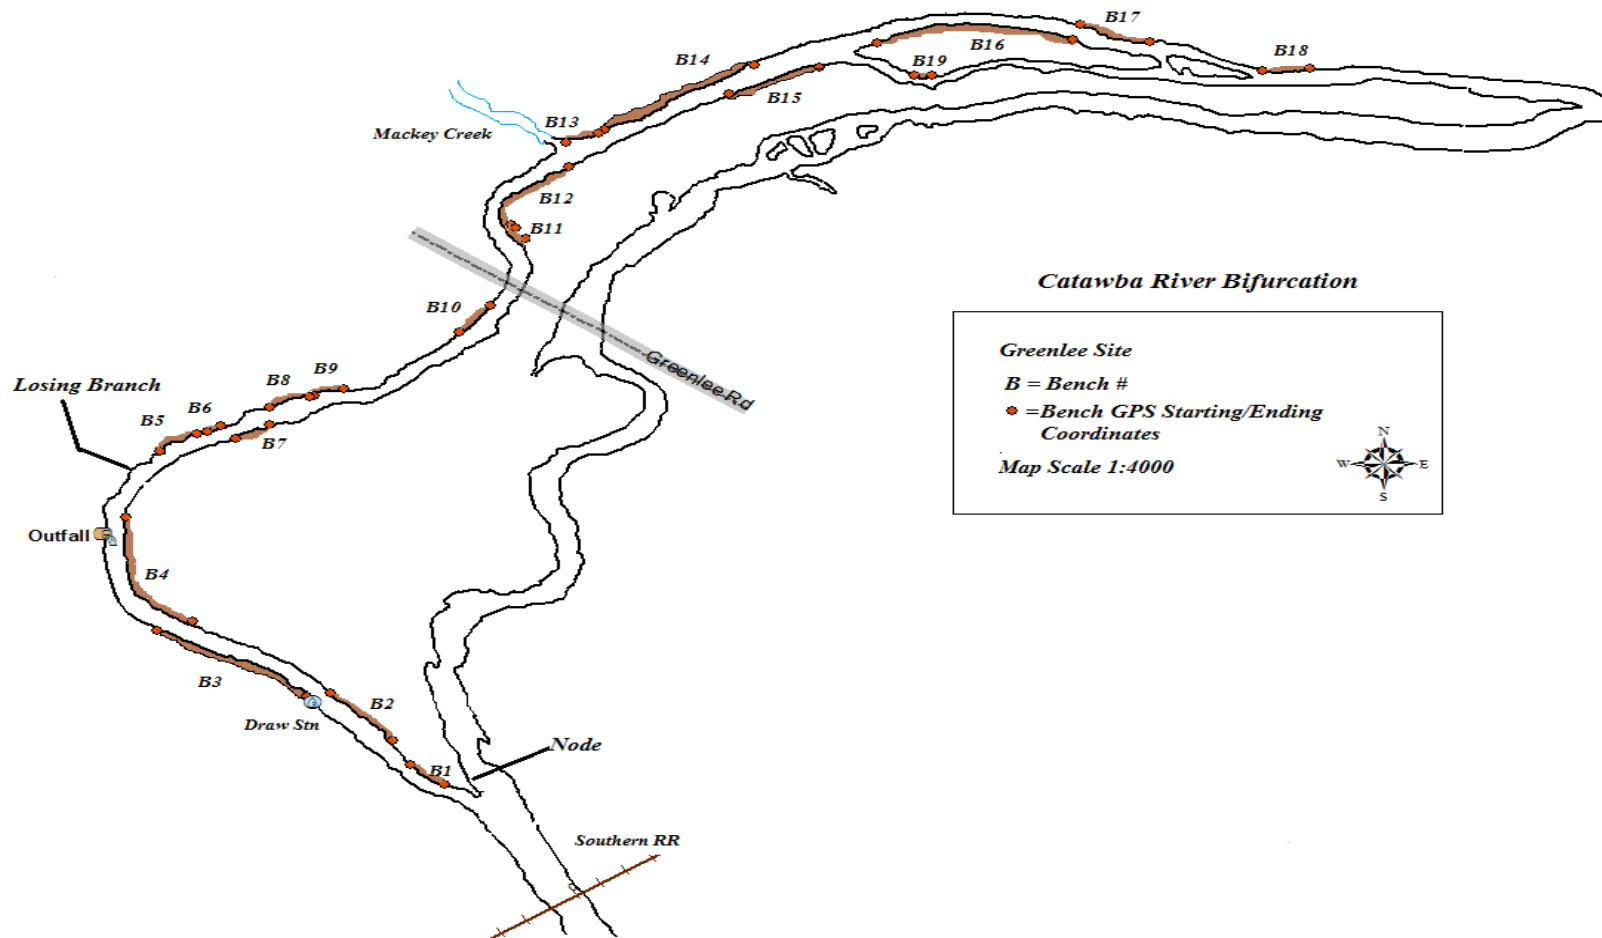 B17
B16
B18
B14
B19
B15
B13
Mackey Creek
B12
B11
Catawba River Bifurcation
B10
Greenlee Site
B = Bench #
=Bench GPS Starting/Ending
Coordinates
Map Scale 1:4000
N
W
E
S
Greenlee Rd
B9
B8
Losing Branch
B6
B5
B7
Outfall
B4
B3
B2
Draw Stn
Node
B1
Southern RR